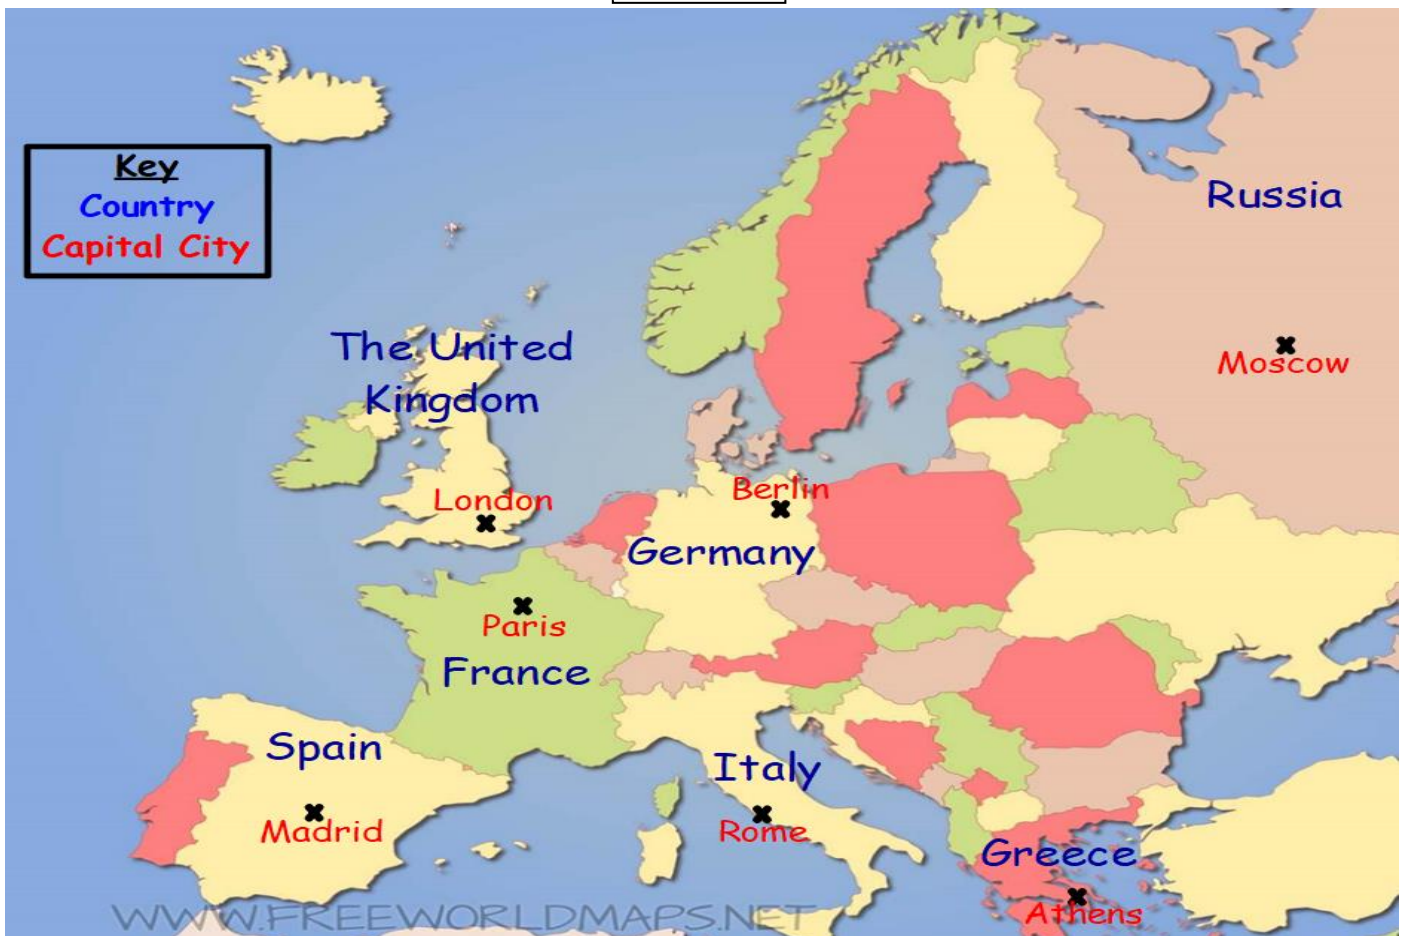 Key
Country
Capital City
Russia
Moscow
The United
Kingdom
London
Berlin
Germany
Paris
France
Spain
Madrid
Italy
Rome
Greece
Athens
WWW.FREEWORLDMAPS.NET